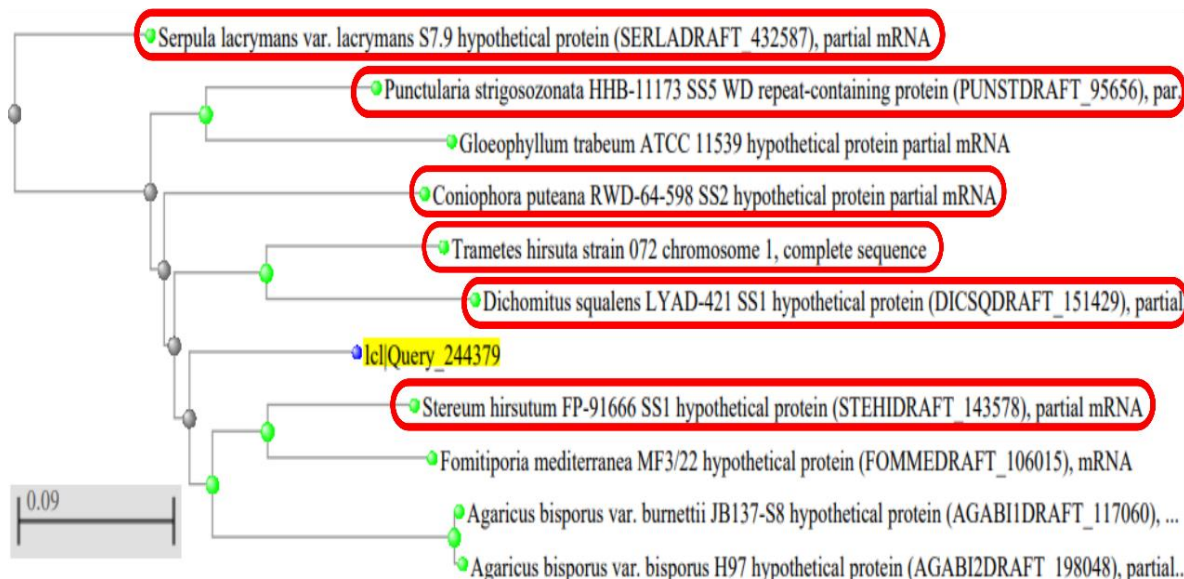 Serpula lacrymans var. lacrymans S7.9 hypothetical protein (SERLADRAFT_432587), partial mRNA
Punctularia strigosozonata HHB-11173 SS5 WD repeat-containing protein (PUNSTDRAFT_95656), par.
Gloeophyllum trabeum ATCC 11539 hypothetical protein partial mRNA
Coniophora puteana RWD-64-598 SS2 hypothetical protein partial mRNA
Trametes hirsuta strain 072 chromosome 1, complete sequence
Dichomitus squalens LYAD-421 SS1 hypothetical protein (DICSQDRAFT_151429), partial
lcl|Query_244379
Stereum hirsutum FP-91666 SS1 hypothetical protein (STEHIDRAFT_143578), partial mRNA
Fomitiporia mediterranea MF3/22 hypothetical protein (FOMMEDRAFT_106015), mRNA
0.09
Agaricus bisporus var. burnettii JB137-S8 hypothetical protein (AGABI1DRAFT_117060), ...
Agaricus bisporus var. bisporus H97 hypothetical protein (AGABI2DRAFT_198048), partial..